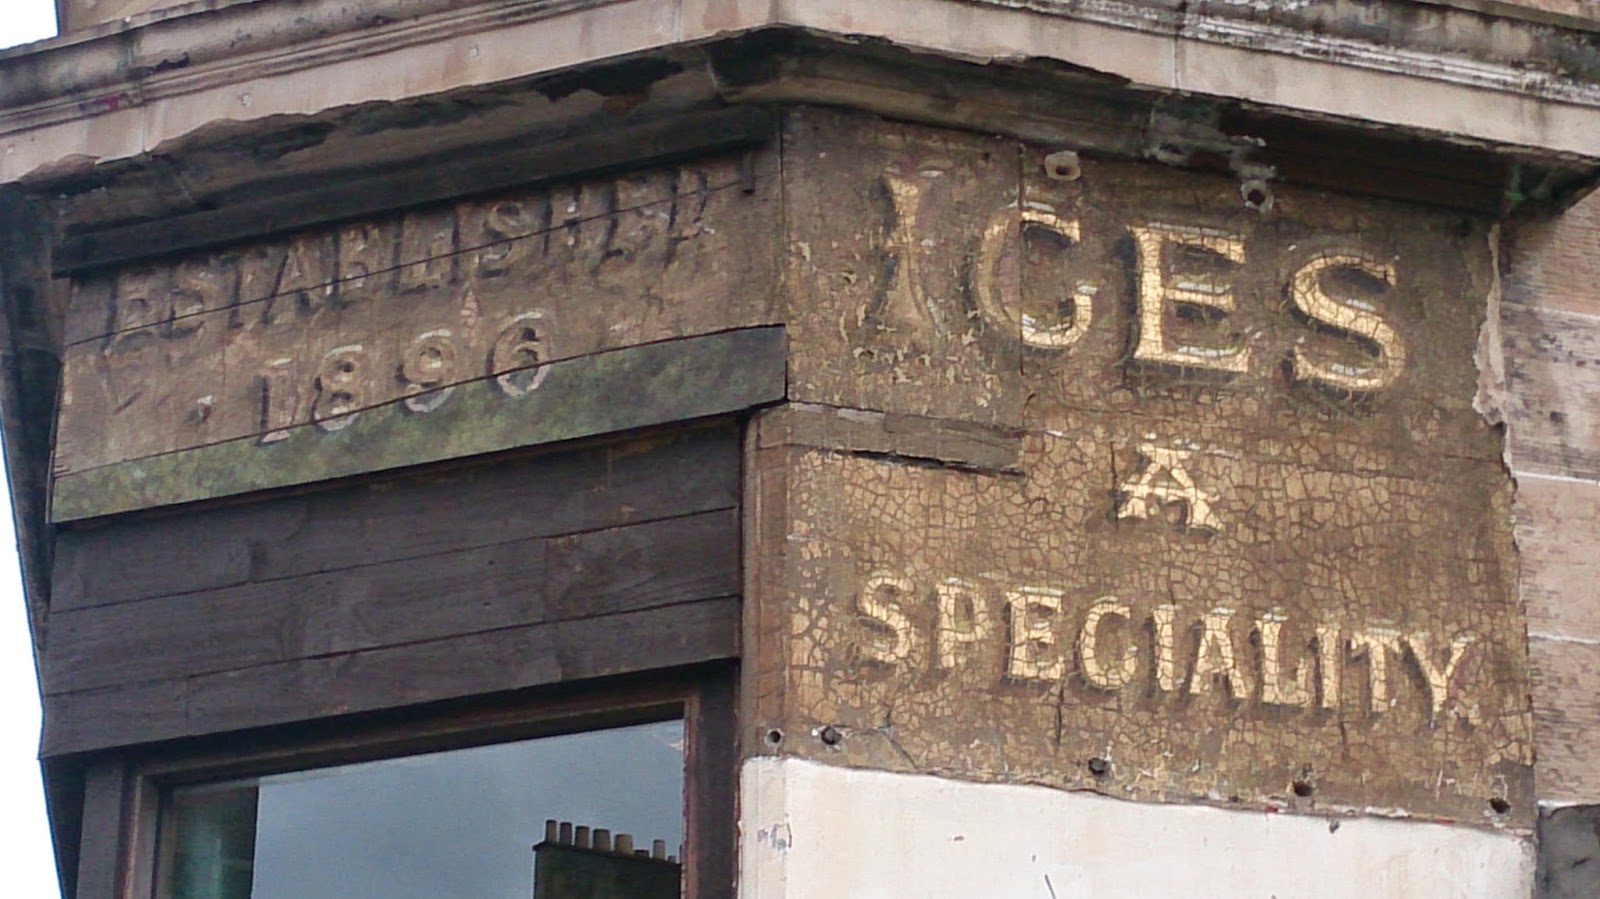 ESTABLISHED
1896
ICES
A
SPECIALITY